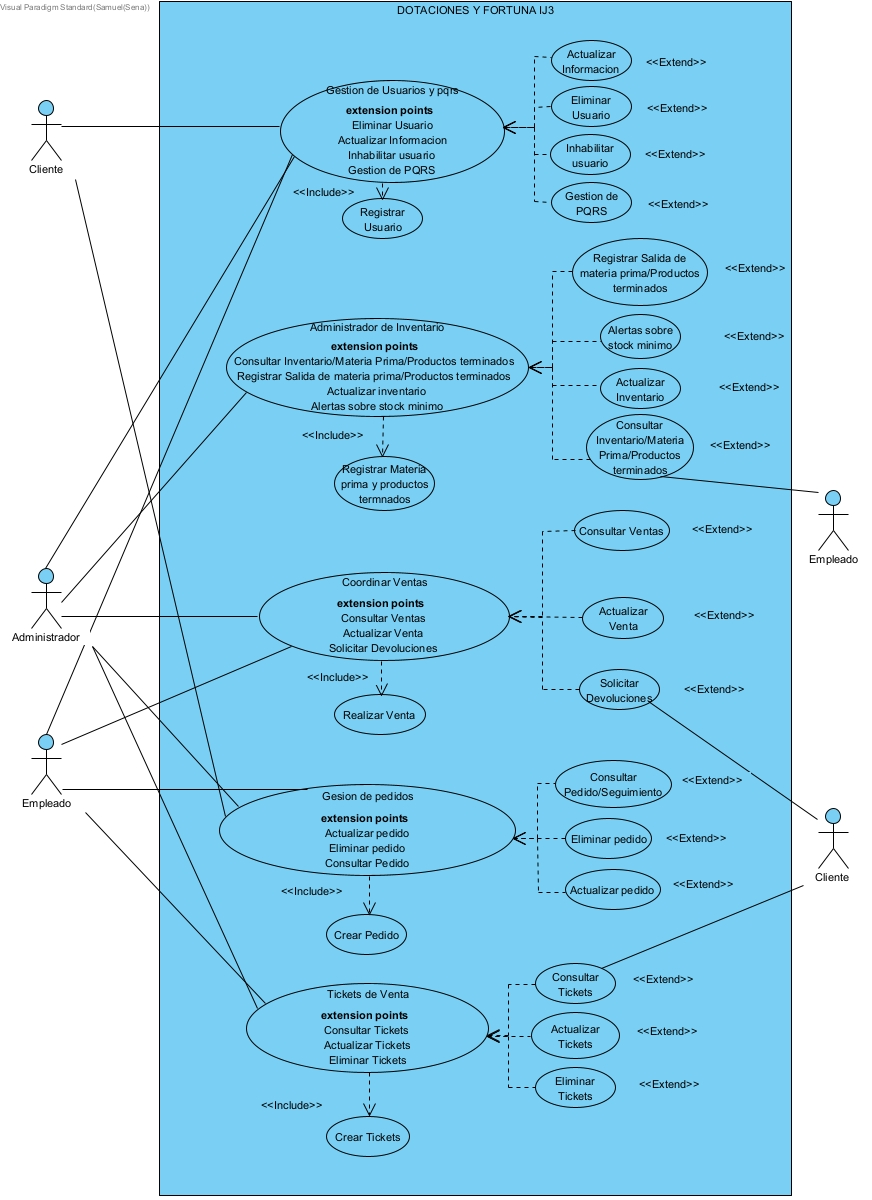 Visual Paradigm Standard(Samuel(Sena))
DOTACIONES Y FORTUNA IJ3
Gestion de Usuarios y pqrs
extension points
Eliminar Usuario
Actualizar Informacion
Inhabilitar usuario
Gestion de PQRS
Actualizar
Informacion
<<Extend>>
Eliminar
Usuario
<<Extend>>
Inhabilitar
usuario
<<Extend>>
Gestion de
PQRS
<<Extend>>
Cliente
<<Include>>
Registrar
Usuario
Administrador de Inventario
extension points
Consultar Inventario/Materia Prima/Productos terminados
Registrar Salida de materia prima/Productos terminados
Actualizar inventario
Alertas sobre stock minimo
Registrar Salida de
materia prima/Productos
terminados
<<Extend>>
Alertas sobre
stock minimo
<<Extend>>
Actualizar
Inventario
<<Extend>>
Consultar
Inventario/Materia
Prima/Productos
terminados
<<Extend>>
<<Include>>
Registrar Materia
prima y productos
termnados
Empleado
Coordinar Ventas
extension points
Consultar Ventas
Actualizar Venta
Solicitar Devoluciones
Consultar Ventas
<<Extend>>
Actualizar
Venta
<<Extend>>
Solicitar
Devoluciones
<<Extend>>
Administrador
<<Include>>
Realizar Venta
Empleado
Gesion de pedidos
extension points
Actualizar pedido
Eliminar pedido
Consultar Pedido
Consultar
Pedido/Seguimiento
<<Extend>>
Eliminar pedido
<<Extend>>
Actualizar pedido
<<Extend>>
Cliente
<<Include>>
Crear Pedido
Tickets de Venta
extension points
Consultar Tickets
Actualizar Tickets
Eliminar Tickets
Consultar
Tickets
<<Extend>>
Actualizar
Tickets
<<Extend>>
Eliminar
Tickets
<<Extend>>
<<Include>>
Crear Tickets